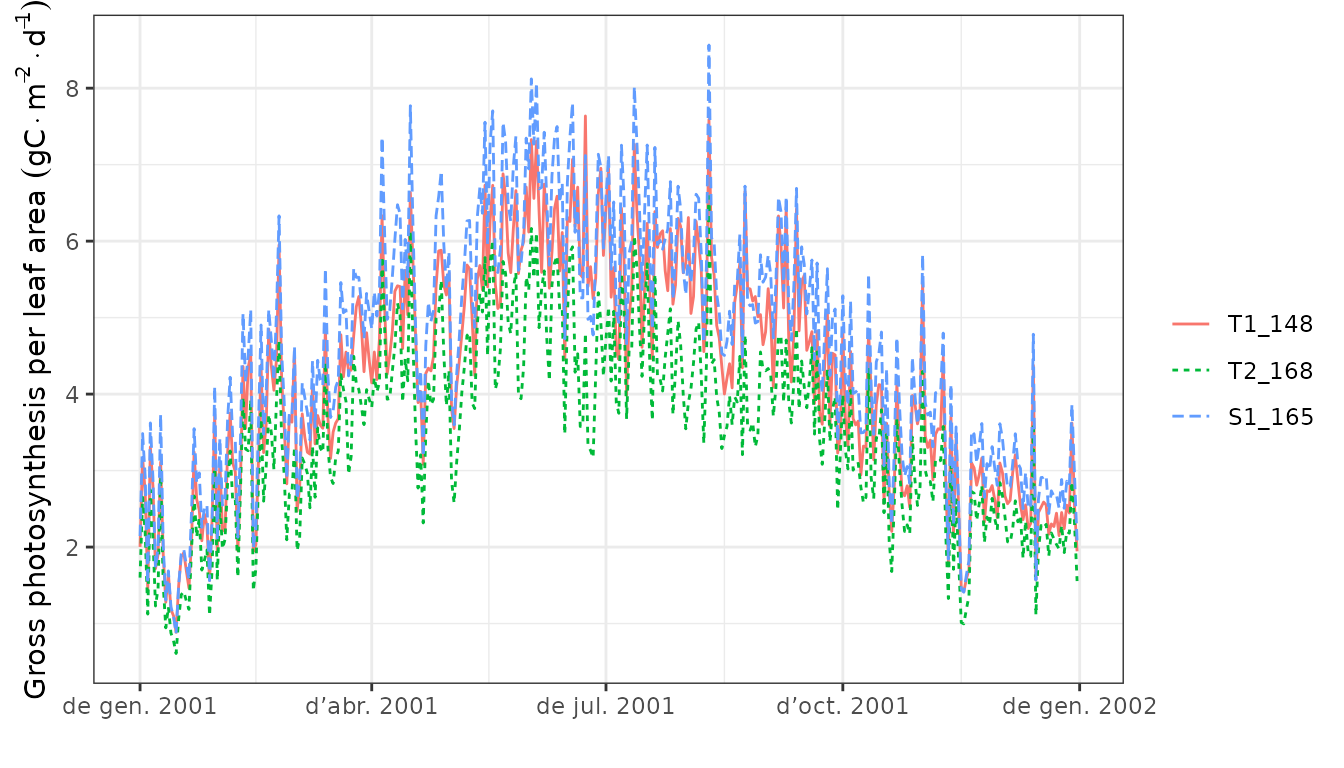 Gross photosynthesis per leaf area (gC · m⁻² · d⁻¹)
8
6
4
2
de gen. 2001 d’abr. 2001 de jul. 2001 d’oct. 2001 de gen. 2002
T1_148
T2_168
S1_165